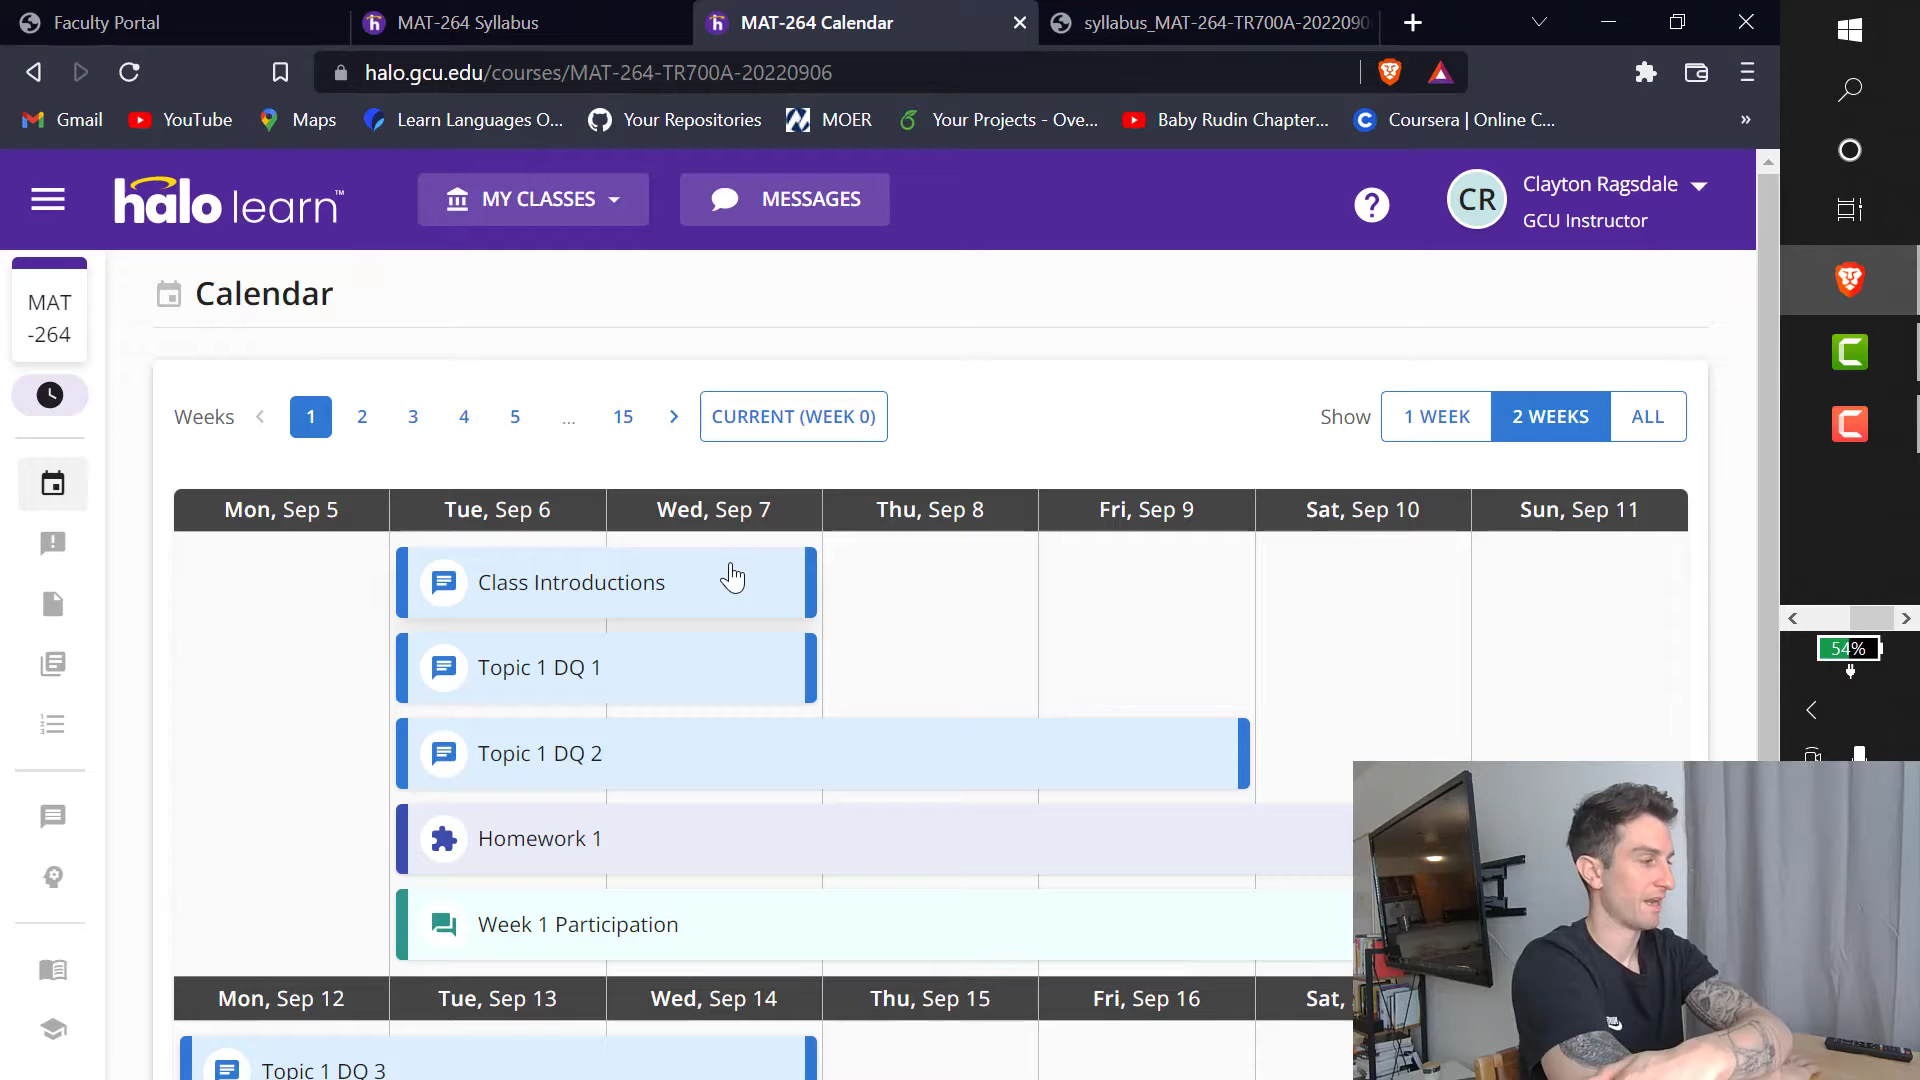 Faculty Portal
MAT-264 Syllabus
MAT-264 Calendar
syllabus_MAT-264-TR700A-2022090
halo.gcu.edu/courses/MAT-264-TR700A-20220906
Gmail
YouTube
Maps
Learn Languages O...
Your Repositories
MOER
Your Projects - Ove...
Baby Rudin Chapter...
Coursera | Online C...
»
halo learn™
MY CLASSES
MESSAGES
CR
Clayton Ragsdale
GCU Instructor
MAT
-264
Calendar
Weeks 1 2 3 4 5 ... 15
CURRENT (WEEK 0)
Show 1 WEEK 2 WEEKS ALL
Mon, Sep 5 Tue, Sep 6 Wed, Sep 7 Thu, Sep 8 Fri, Sep 9 Sat, Sep 10 Sun, Sep 11
Class Introductions
Topic 1 DQ 1
54%
Topic 1 DQ 2
Homework 1
Week 1 Participation
Mon, Sep 12 Tue, Sep 13 Wed, Sep 14 Thu, Sep 15 Fri, Sep 16 Sat,
Topic 1 DQ 3